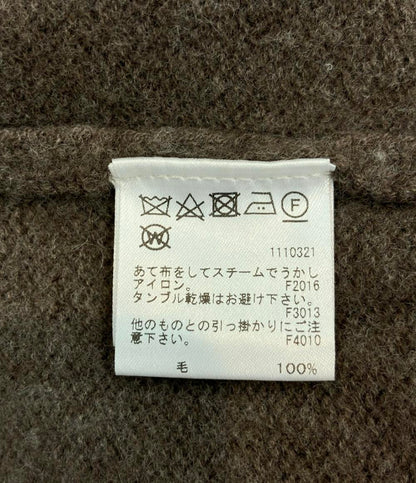 F
W
1110321
あて布をしてスチームでうかし
アイロン。 F2016
タンブル乾燥はお避け下さい。
F3013
他のものとの引っ掛かりにご注
意下さい。 F4010
毛 100%